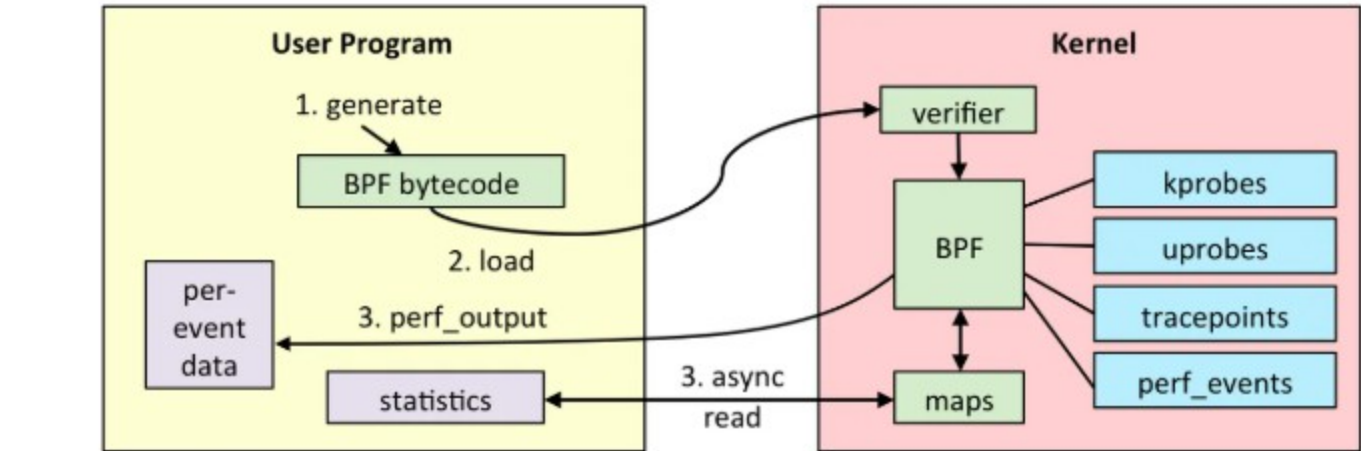 User Program
1. generate
BPF bytecode
2. load
per-
event
data
3. perf_output
statistics
3. async
read
Kernel
verifier
BPF
maps
kprobes
uprobes
tracepoints
perf_events